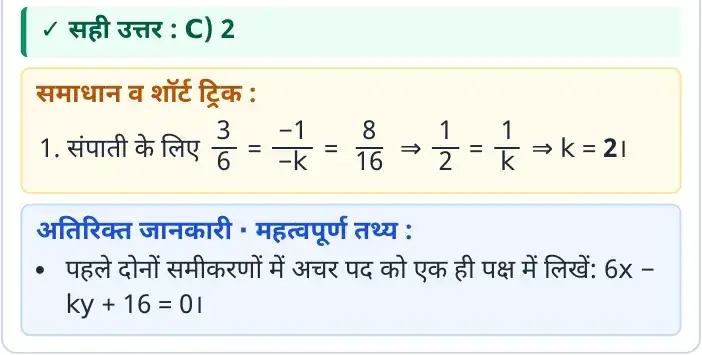 ✓ सही उत्तर : C) 2
समाधान व शॉर्ट ट्रिक :
1. संपाती के लिए 3/6 = −1/−k = 8/16 ⇒ 1/2 = 1/k ⇒ k = 2।
अतिरिक्त जानकारी · महत्वपूर्ण तथ्य :
• पहले दोनों समीकरणों में अचर पद को एक ही पक्ष में लिखें: 6x −
ky + 16 = 0।